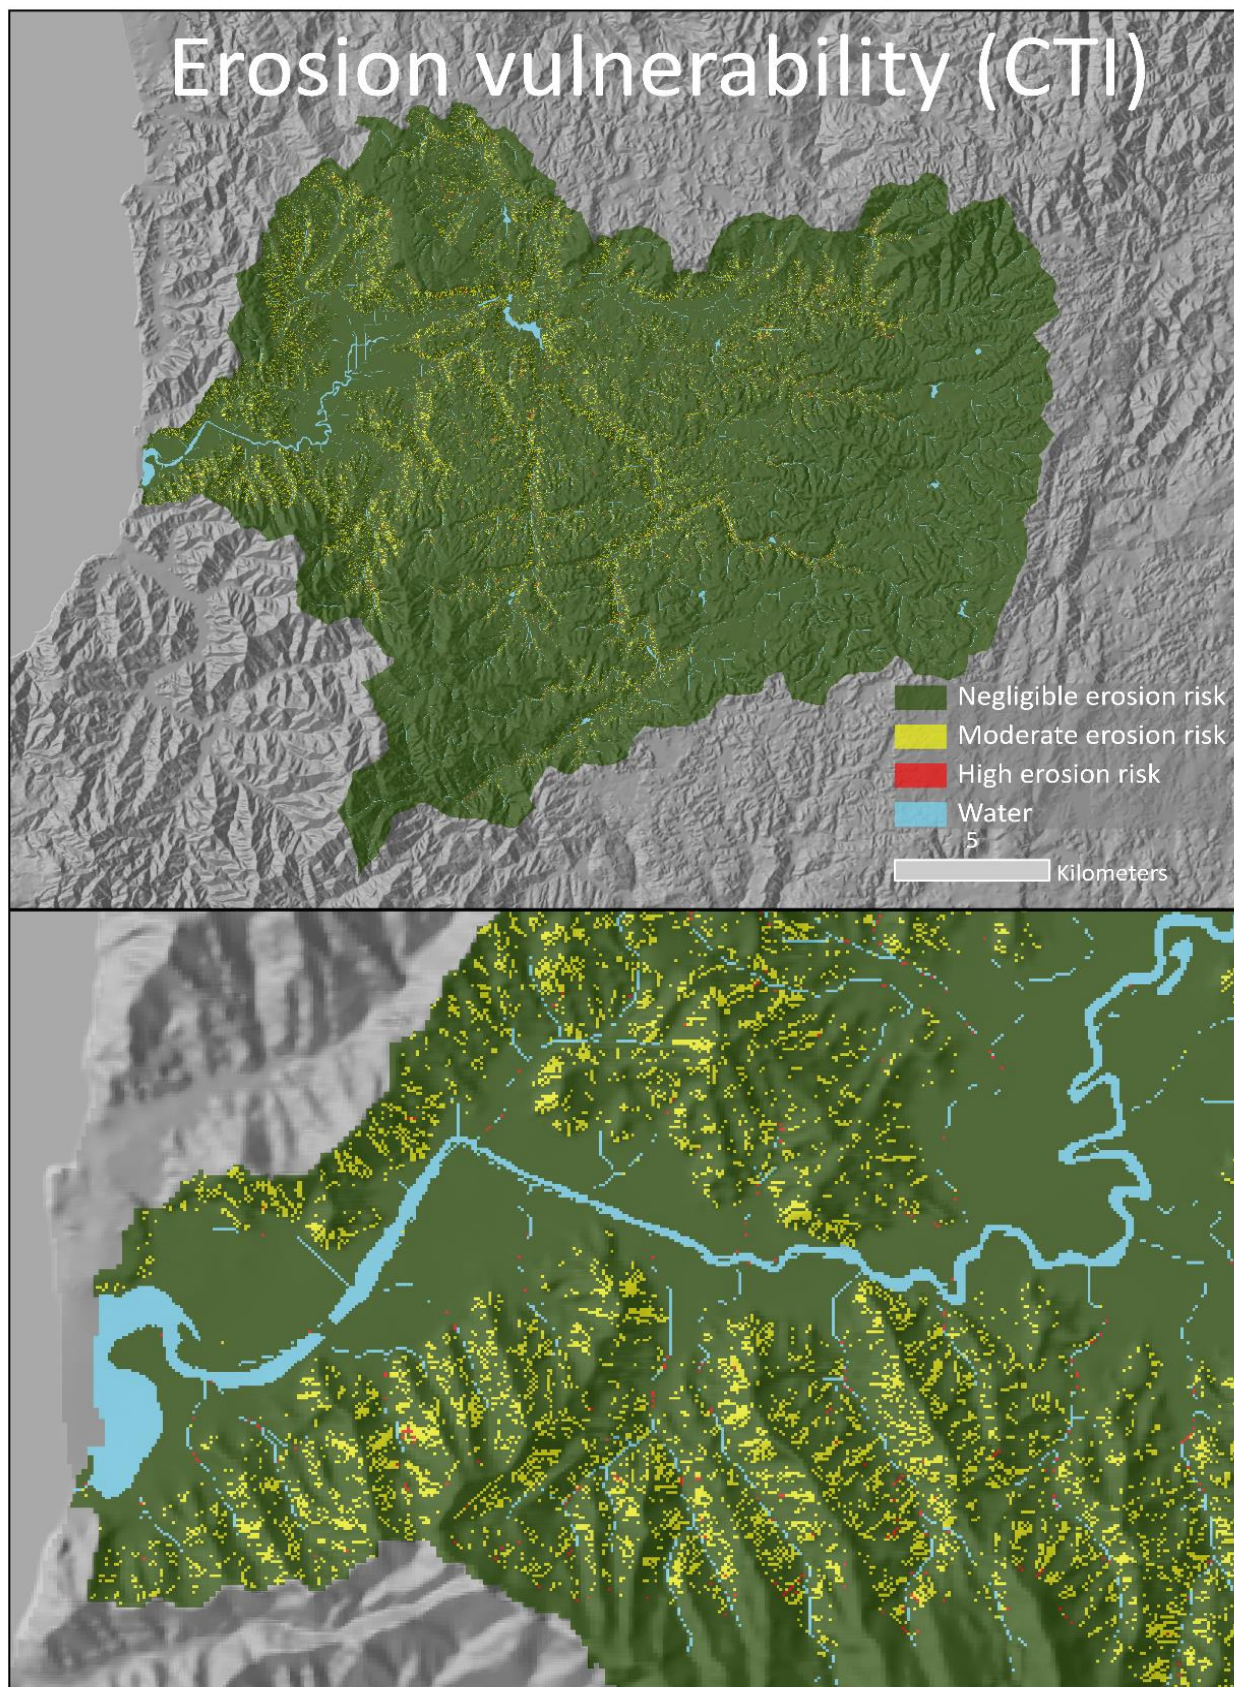 Erosion vulnerability (CTI)
Negligible erosion risk
Moderate erosion risk
High erosion risk
Water
5
Kilometers